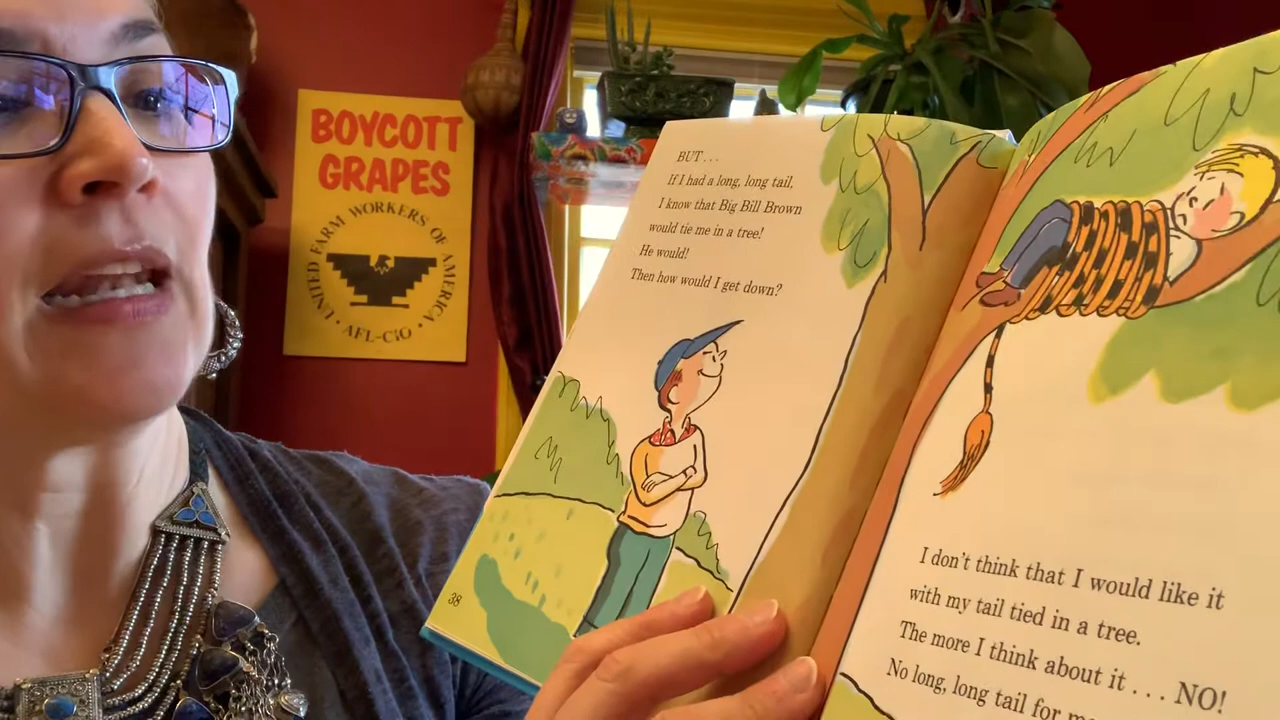 BOYCOTT
GRAPES
UNITED FARM WORKERS OF AMERICA
AFL-CIO
BUT...
If I had a long, long tail,
I know that Big Bill Brown
would tie me in a tree!
He would!
Then how would I get down?
38
I don't think that I would like it
with my tail tied in a tree.
The more I think about it... NO!
No long, long tail for